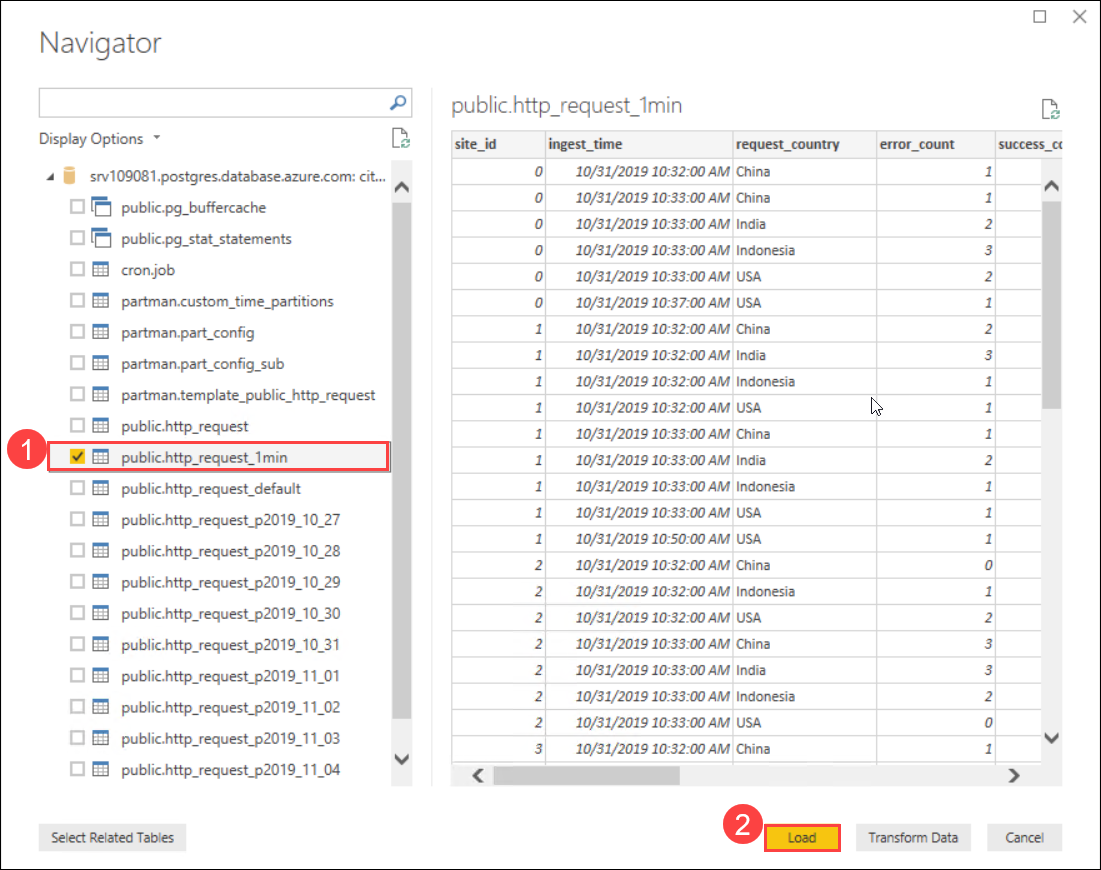 Navigator
Display Options
srv109081.postgres.database.azure.com: cit...
public.pg_buffercache
public.pg_stat_statements
cron.job
partman.custom_time_partitions
partman.part_config
partman.part_config_sub
partman.template_public_http_request
public.http_request
1
public.http_request_1min
public.http_request_default
public.http_request_p2019_10_27
public.http_request_p2019_10_28
public.http_request_p2019_10_29
public.http_request_p2019_10_30
public.http_request_p2019_10_31
public.http_request_p2019_11_01
public.http_request_p2019_11_02
public.http_request_p2019_11_03
public.http_request_p2019_11_04
public.http_request_1min
site_id ingest_time request_country error_count success_cc
0 10/31/2019 10:32:00 AM China 1
0 10/31/2019 10:33:00 AM China 1
0 10/31/2019 10:33:00 AM India 2
0 10/31/2019 10:33:00 AM Indonesia 3
0 10/31/2019 10:33:00 AM USA 2
0 10/31/2019 10:37:00 AM USA 1
1 10/31/2019 10:32:00 AM China 2
1 10/31/2019 10:32:00 AM India 3
1 10/31/2019 10:32:00 AM Indonesia 1
1 10/31/2019 10:32:00 AM USA 1
1 10/31/2019 10:33:00 AM China 1
1 10/31/2019 10:33:00 AM India 2
1 10/31/2019 10:33:00 AM Indonesia 1
1 10/31/2019 10:33:00 AM USA 1
1 10/31/2019 10:50:00 AM USA 1
2 10/31/2019 10:32:00 AM China 0
2 10/31/2019 10:32:00 AM Indonesia 1
2 10/31/2019 10:32:00 AM USA 2
2 10/31/2019 10:33:00 AM China 3
2 10/31/2019 10:33:00 AM India 3
2 10/31/2019 10:33:00 AM Indonesia 2
2 10/31/2019 10:33:00 AM USA 0
3 10/31/2019 10:32:00 AM China 1
Select Related Tables
2
Load
Transform Data
Cancel